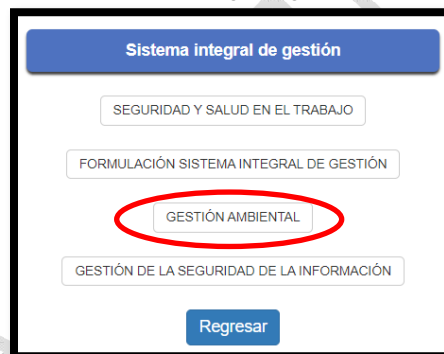 Sistema integral de gestión
SEGURIDAD Y SALUD EN EL TRABAJO
FORMULACIÓN SISTEMA INTEGRAL DE GESTIÓN
GESTIÓN AMBIENTAL
GESTIÓN DE LA SEGURIDAD DE LA INFORMACIÓN
Regresar